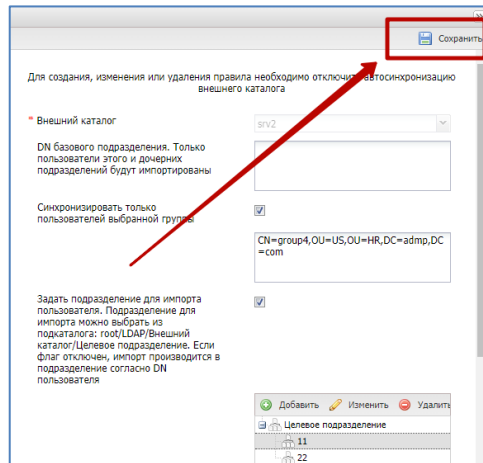 Сохранить
Для создания, изменения или удаления правила необходимо отключить автосинхронизацию
внешнего каталога
* Внешний каталог
srv2
DN базового подразделения. Только
пользователи этого и дочерних
подразделений будут импортированы
Синхронизировать только
пользователей выбранной группы
CN=group4,OU=US,OU=HR,DC=admp,DC
=com
Задать подразделение для импорта
пользователя. Подразделение для
импорта можно выбрать из
подкаталога: root/LDAP/Внешний
каталог/Целевое подразделение. Если
флаг отключен, импорт производится в
подразделение согласно DN
пользователя
Добавить Изменить Удалить
Целевое подразделение
11
22